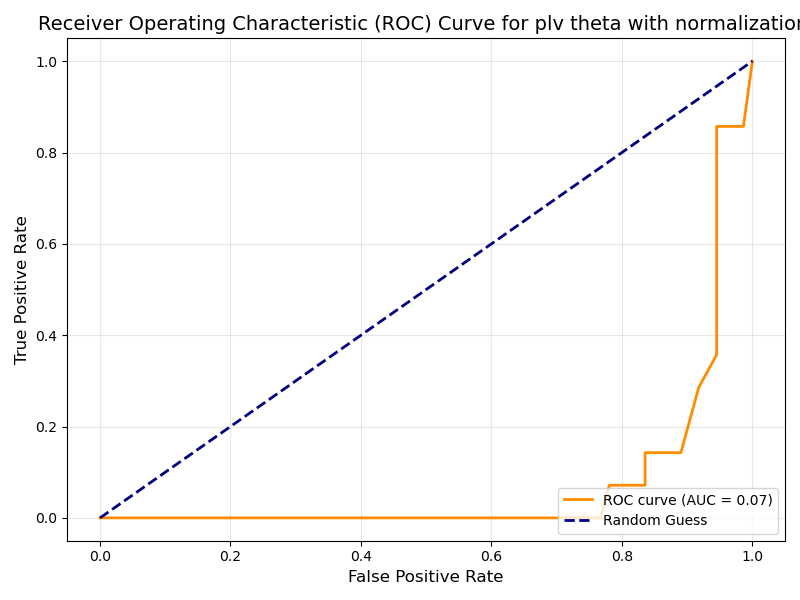 Receiver Operating Characteristic (ROC) Curve for plv theta with normalization
1.0
0.8
0.6
0.4
0.2
0.0
True Positive Rate
0.0 0.2 0.4 0.6 0.8 1.0
False Positive Rate
ROC curve (AUC = 0.07)
Random Guess